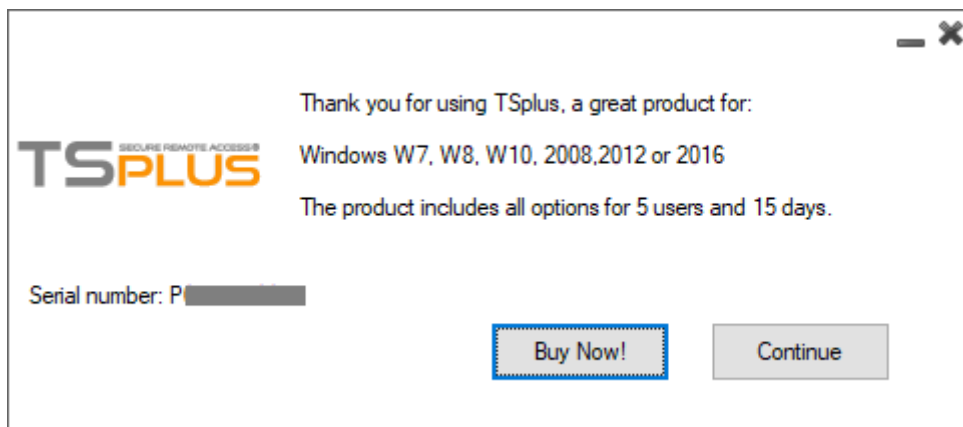 Thank you for using TSplus, a great product for:
SECURE REMOTE ACCESS®
TSPLUS
Windows W7, W8, W10, 2008,2012 or 2016
The product includes all options for 5 users and 15 days.
Serial number: P
Buy Now!
Continue